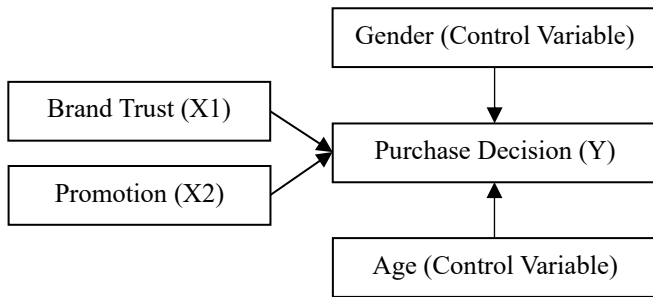 Gender (Control Variable)
Brand Trust (X1)
Purchase Decision (Y)
Promotion (X2)
Age (Control Variable)